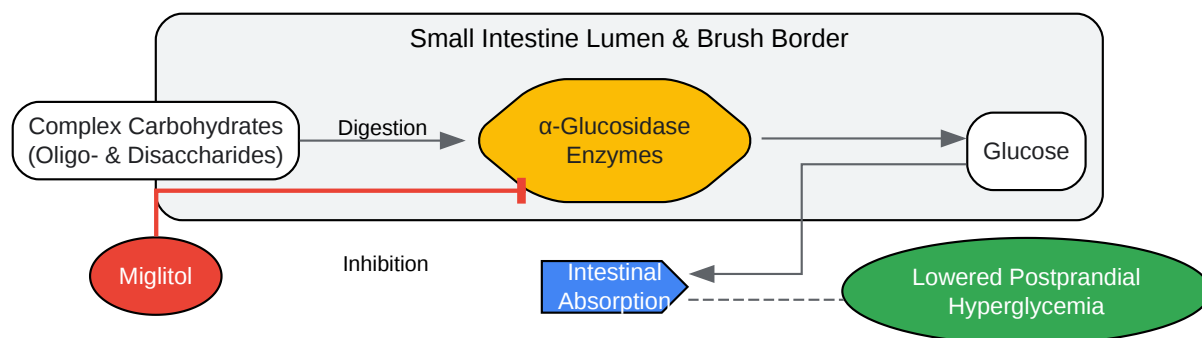 Small Intestine Lumen & Brush Border
Complex Carbohydrates
(Oligo- & Disaccharides)
Digestion
α-Glucosidase
Enzymes
Glucose
Miglitol
Inhibition
Intestinal
Absorption
Lowered Postprandial
Hyperglycemia